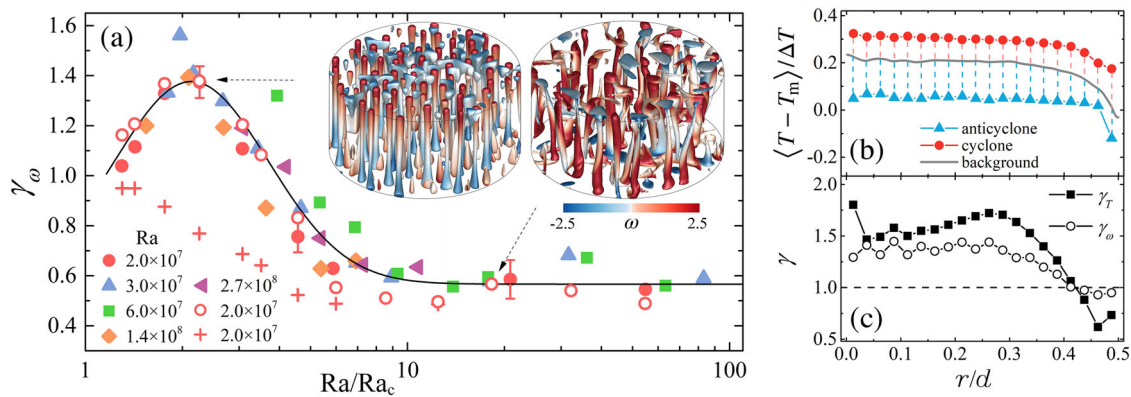 (a)
γω
1.6
1.4
1.2
1.0
0.8
0.6
0.4
Ra
2.0×10⁷
3.0×10⁷
6.0×10⁷
1.4×10⁸
2.7×10⁸
2.0×10⁷
2.0×10⁷
-2.5 ω 2.5
1 10 100
Ra/Rac
(b)
⟨T − Tm⟩/ΔT
0.4
0.2
0.0
-0.2
anticyclone
cyclone
background
(c)
γ
2.0
1.5
1.0
0.5
γT
γω
0.0 0.1 0.2 0.3 0.4 0.5
r/d